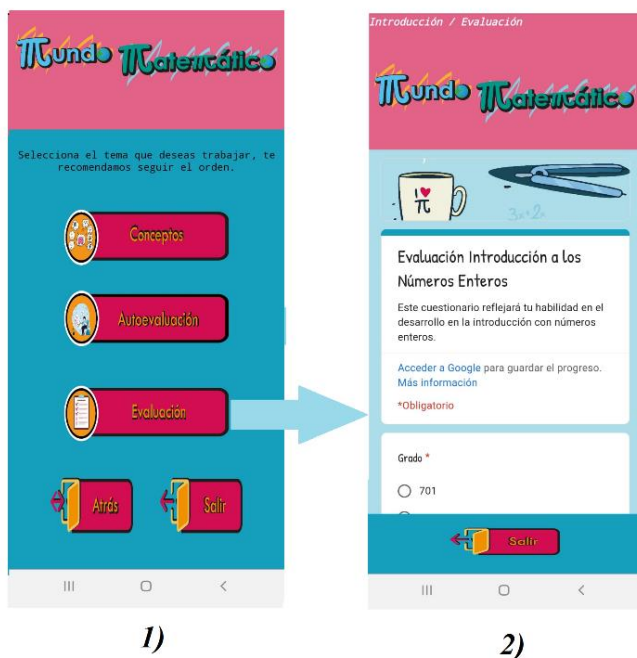 Mundo Matemático
Selecciona el tema que deseas trabajar, te
recomendamos seguir el orden.
Conceptos
Autoevaluación
Evaluación
Atrás
Salir
1)
Introducción / Evaluación
Mundo Matemático
I ♥
π
3x+2x
Evaluación Introducción a los
Números Enteros
Este cuestionario reflejará tu habilidad en el
desarrollo en la introducción con números
enteros.
Acceder a Google para guardar el progreso.
Más información
*Obligatorio
Grado *
701
Salir
2)